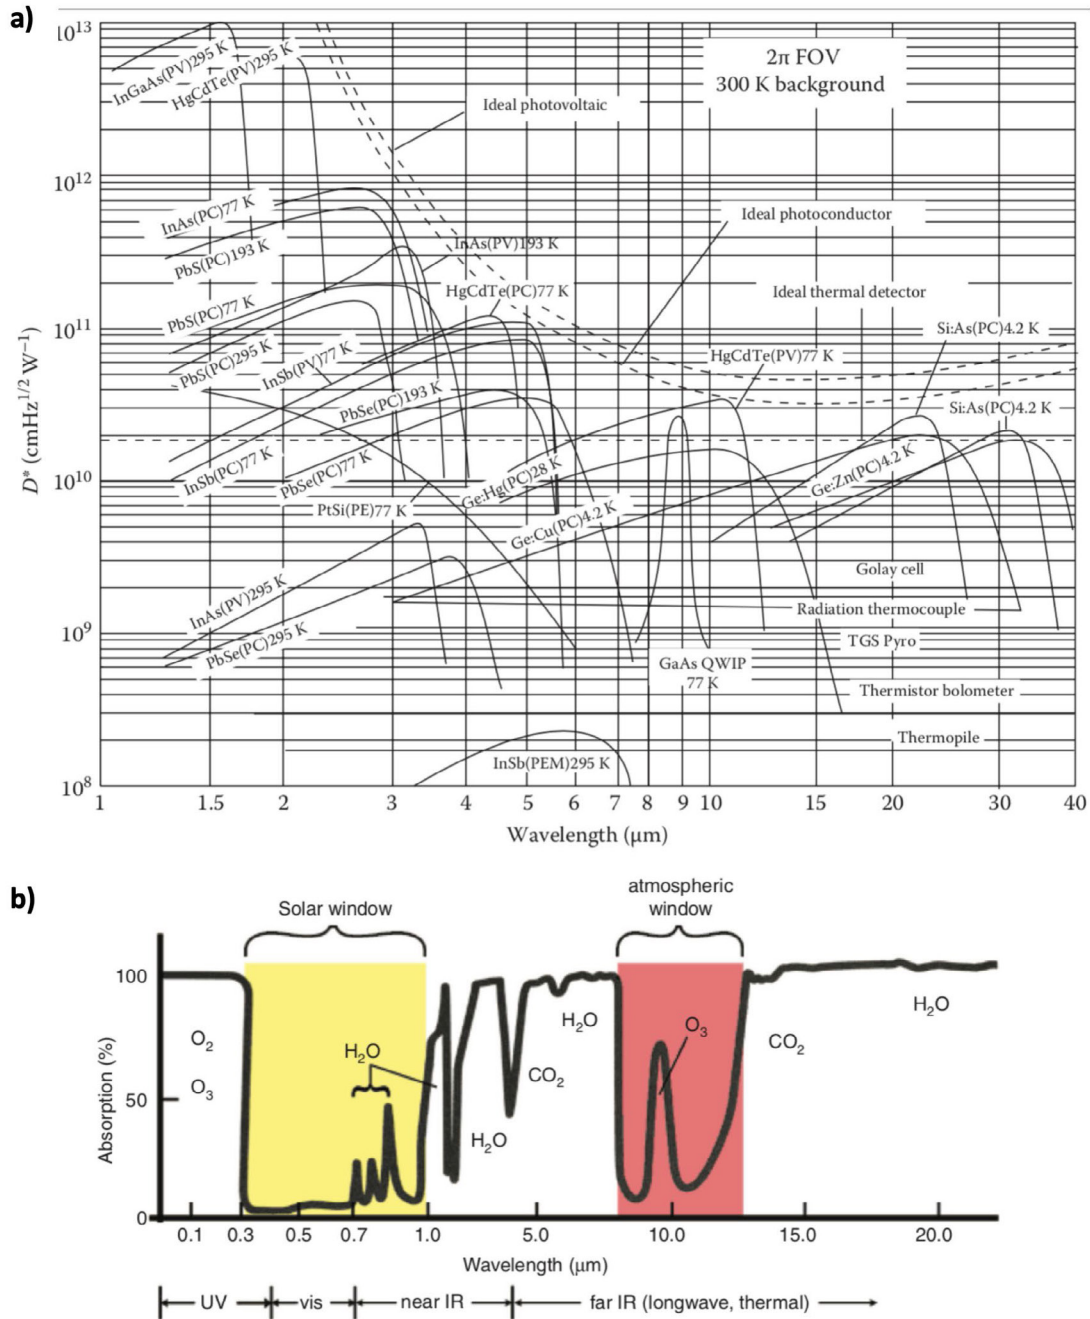 a)
10^13
10^12
10^11
10^10
10^9
10^8
D* (cmHz^1/2 W^−1)
2π FOV
300 K background
InGaAs(PV)295 K
HgCdTe(PV)295 K
Ideal photovoltaic
InAs(PC)77 K
PbS(PC)193 K
InAs(PV)193K
Ideal photoconductor
HgCdTe(PC)77 K
Ideal thermal detector
PbS(PC)77 K
Si:As(PC)4.2 K
PbS(PC)295 K
InSb(PV)77 K
HgCdTe(PV)77 K
PbSe(PC)193 K
Si:As(PC)4.2 K
InSb(PC)77 K
PbSe(PC)77 K
Ge:Hg(PC)28 K
Ge:Zn(PC)4.2 K
PtSi(PE)77 K
Ge:Cu(PC)4.2 K
Golay cell
InAs(PV)295 K
Radiation thermocouple
PbSe(PC)295 K
TGS Pyro
GaAs QWIP
77 K
Thermistor bolometer
Thermopile
InSb(PEM)295 K
1 1.5 2 3 4 5 6 7 8 9 10 15 20 30 40
Wavelength (μm)
b)
Solar window
atmospheric
window
100
50
0
Absorption (%)
O2
O3
H2O
H2O
CO2
H2O
O3
CO2
H2O
0.1 0.3 0.5 0.7 1.0 5.0 10.0 15.0 20.0
Wavelength (μm)
UV vis near IR far IR (longwave, thermal)